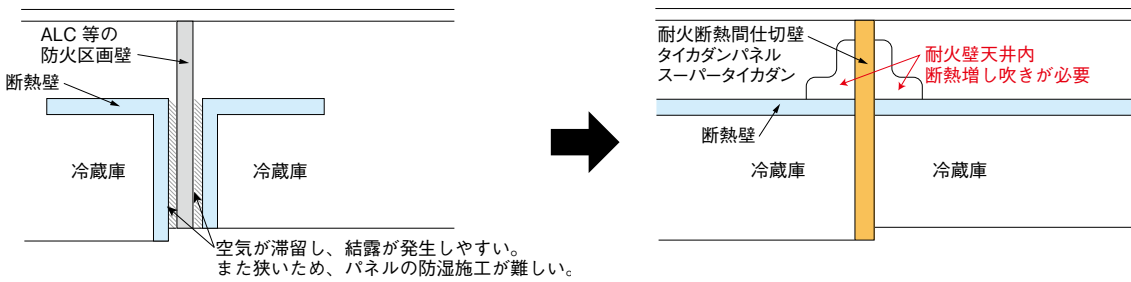 ALC 等の
防火区画壁
断熱壁
冷蔵庫
冷蔵庫
空気が滞留し、結露が発生しやすい。
また狭いため、パネルの防湿施工が難しい。
耐火断熱間仕切壁
タイカダンパネル
スーパータイカダン
耐火壁天井内
断熱増し吹きが必要
断熱壁
冷蔵庫
冷蔵庫